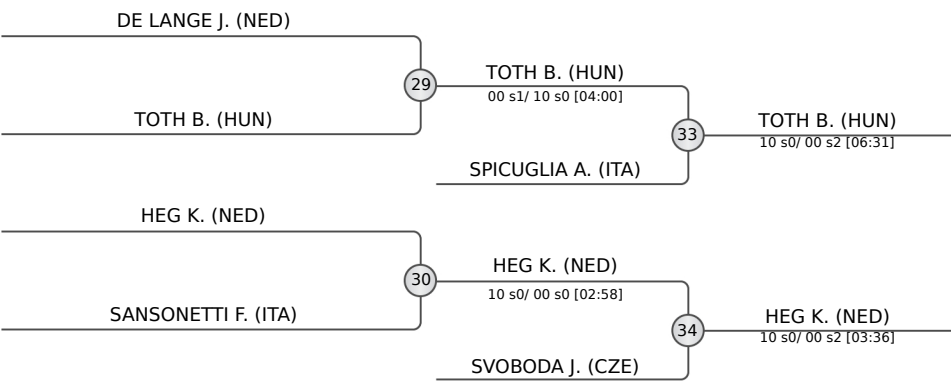 DE LANGE J. (NED)
29
TOTH B. (HUN)
TOTH B. (HUN)
00 s1/ 10 s0 [04:00]
33
TOTH B. (HUN)
10 s0/ 00 s2 [06:31]
SPICUGLIA A. (ITA)
HEG K. (NED)
30
SANSONETTI F. (ITA)
HEG K. (NED)
10 s0/ 00 s0 [02:58]
34
HEG K. (NED)
10 s0/ 00 s2 [03:36]
SVOBODA J. (CZE)